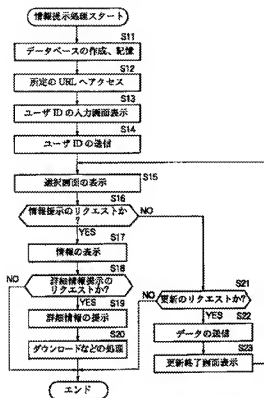 情報提示処理スタート
S11
データベースの作成、記憶
S12
所定のURLへアクセス
S13
ユーザIDの入力画面表示
S14
ユーザIDの送信
S15
選択画面の表示
S16
情報提示のリクエストか
?
NO
YES
S17
情報の表示
S18
詳細情報提示の
リクエストか?
NO
YES
S19
詳細情報の提示
S20
ダウンロードなどの処理
S21
更新のリクエストか?
NO
YES
S22
データの送信
S23
更新終了画面表示
エンド